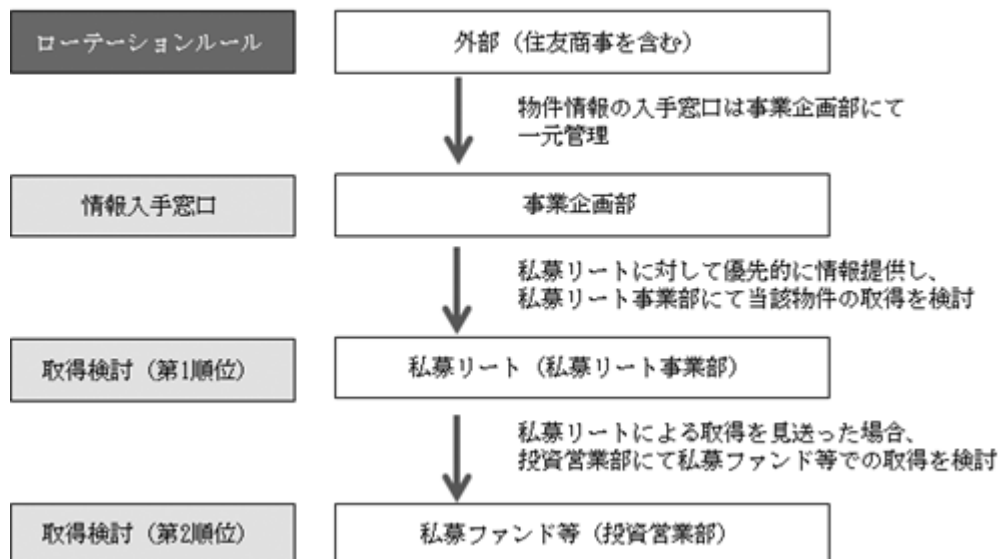 ローテーションルール
外部（住友商事を含む）
物件情報の入手窓口は事業企画部にて
一元管理
情報入手窓口
事業企画部
私募リートに対して優先的に情報提供し、
私募リート事業部にて当該物件の取得を検討
取得検討（第1順位）
私募リート（私募リート事業部）
私募リートによる取得を見送った場合、
投資営業部にて私募ファンド等での取得を検討
取得検討（第2順位）
私募ファンド等（投資営業部）